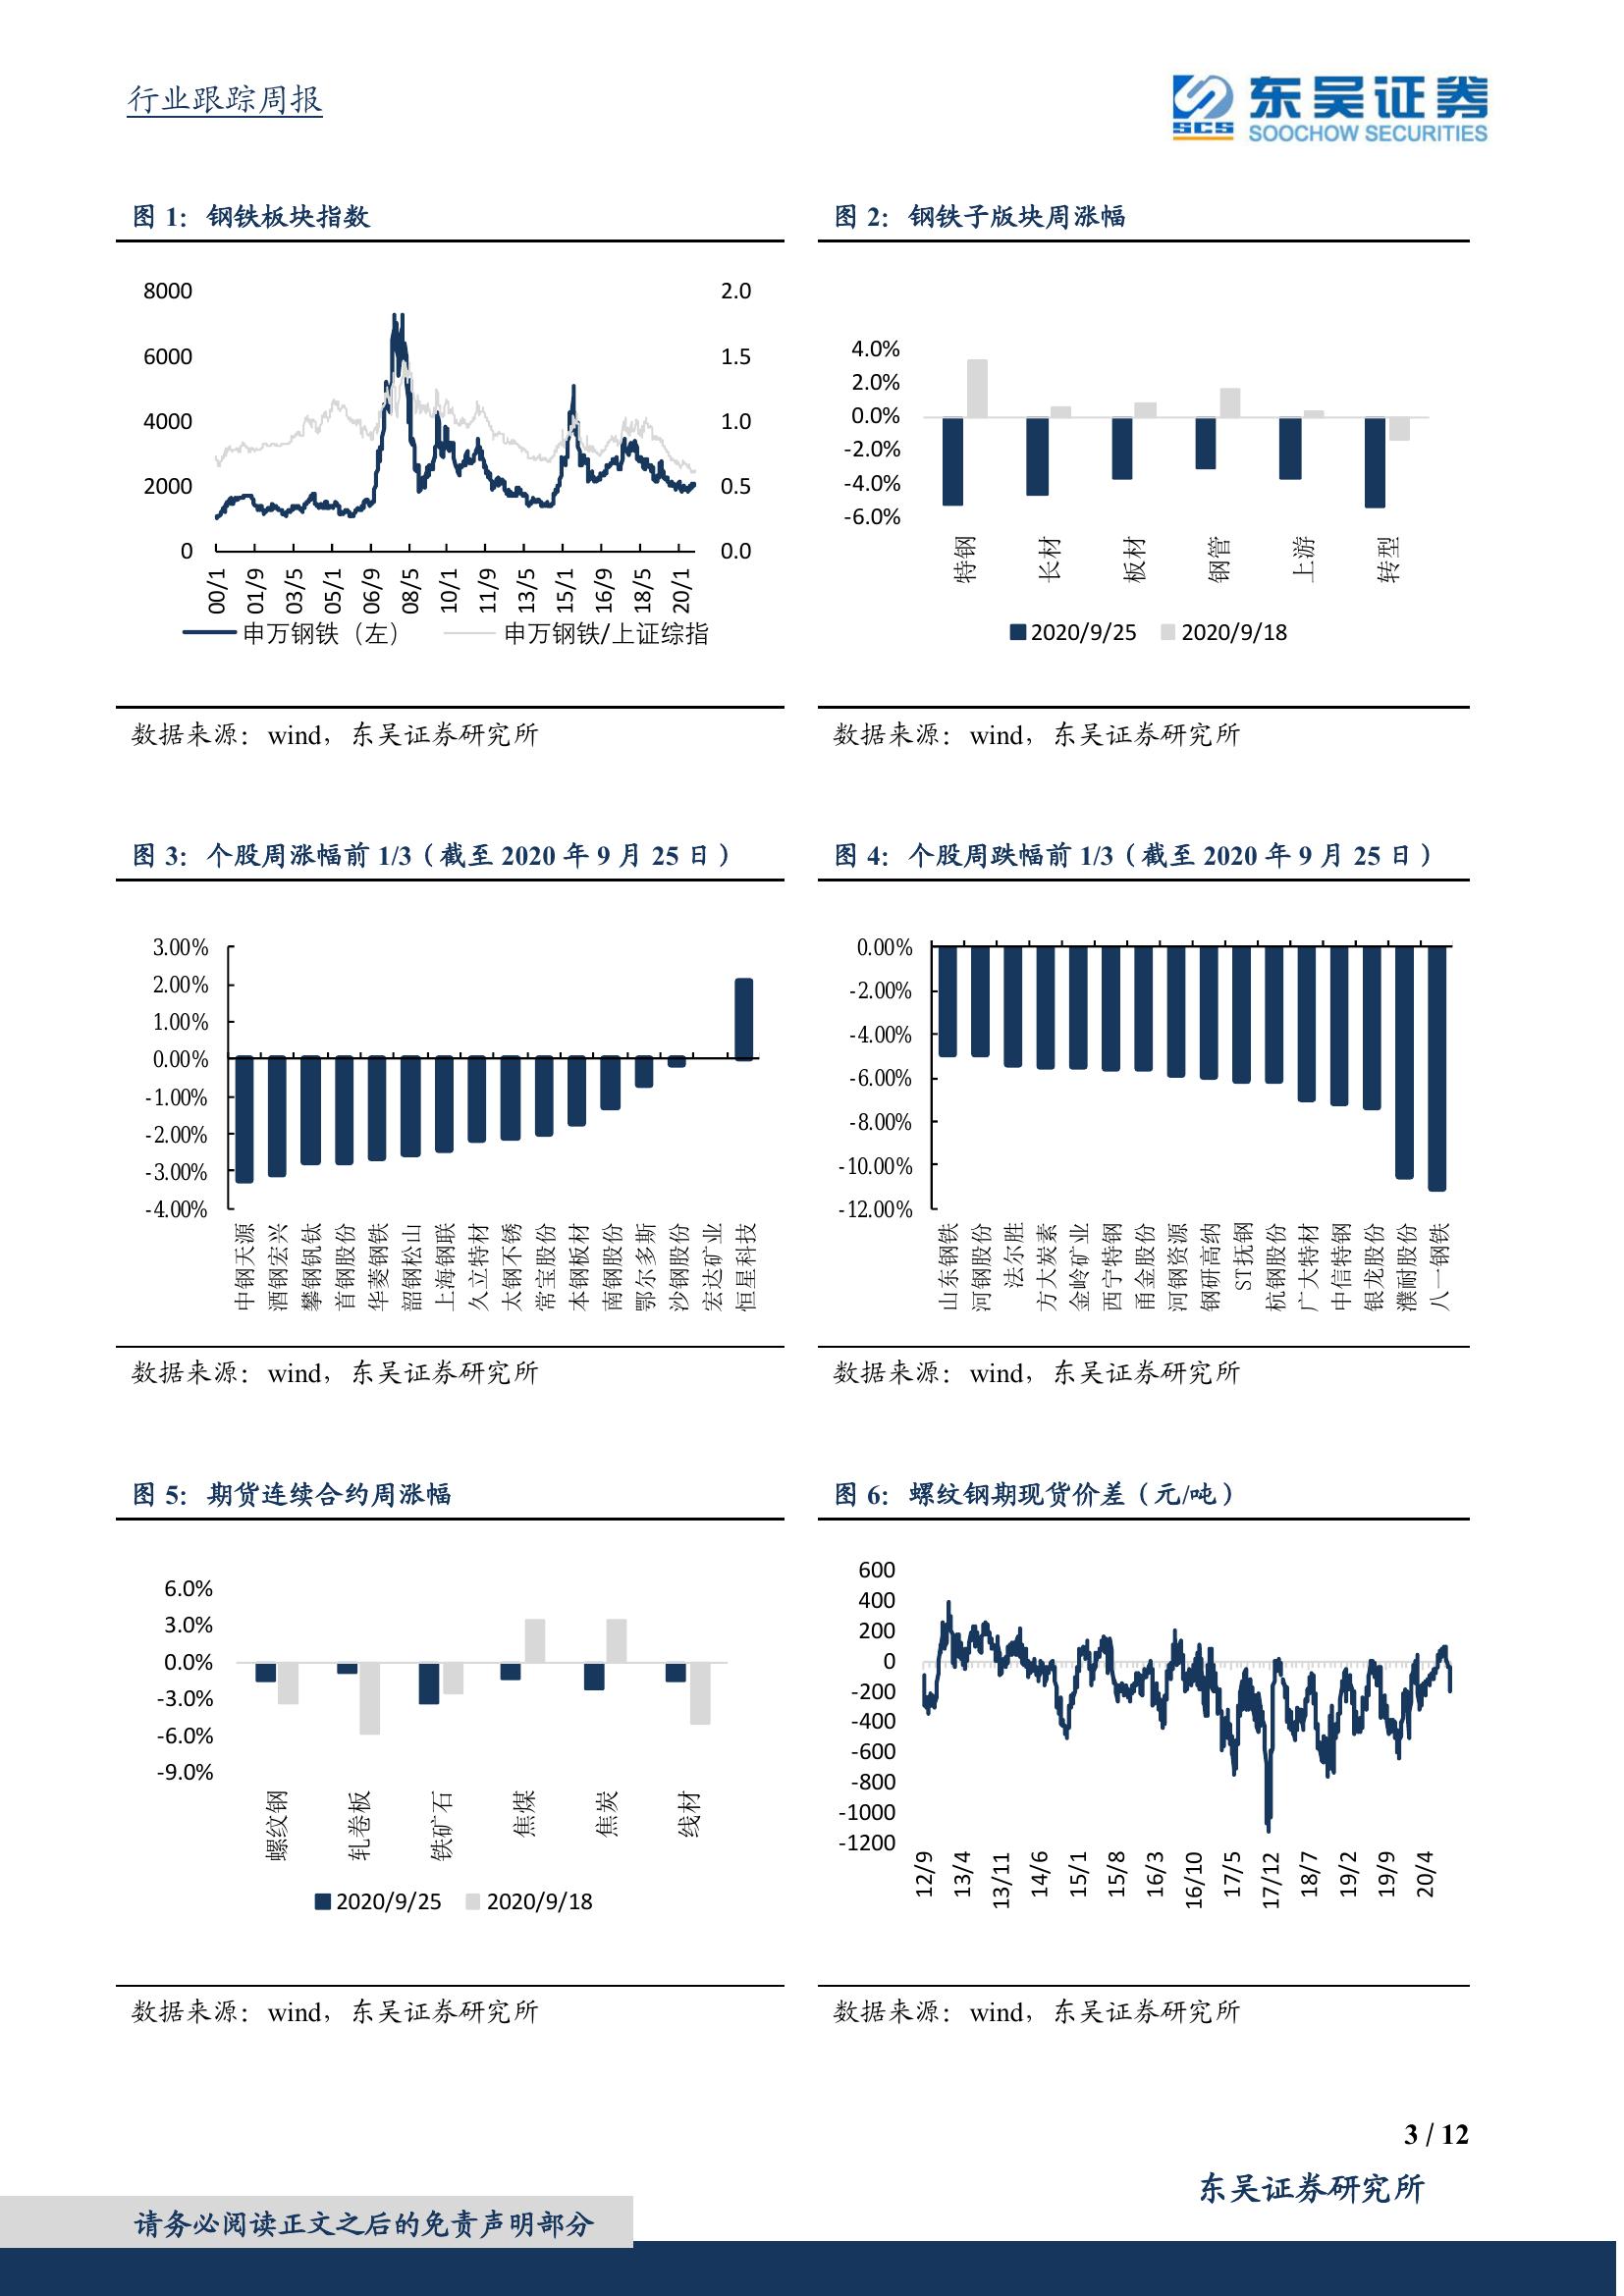 行业跟踪周报
SCS
东吴证券
SOOCHOW SECURITIES
图 1: 钢铁板块指数
8000
6000
4000
2000
0
2.0
1.5
1.0
0.5
0.0
00/1 01/9 03/5 05/1 06/9 08/5 10/1 11/9 13/5 15/1 16/9 18/5 20/1
申万钢铁（左） 申万钢铁/上证综指
数据来源：wind，东吴证券研究所
图 2: 钢铁子版块周涨幅
4.0%
2.0%
0.0%
-2.0%
-4.0%
-6.0%
特钢 长材 板材 钢管 上游 转型
2020/9/25 2020/9/18
数据来源：wind，东吴证券研究所
图 3: 个股周涨幅前 1/3（截至 2020 年 9 月 25 日）
3.00%
2.00%
1.00%
0.00%
-1.00%
-2.00%
-3.00%
-4.00%
中钢天源 酒钢宏兴 攀钢钒钛 首钢股份 华菱钢铁 韶钢松山 上海钢联 久立特材 太钢不锈 常宝股份 本钢板材 南钢股份 鄂尔多斯 沙钢股份 宏达矿业 恒星科技
数据来源：wind，东吴证券研究所
图 4: 个股周跌幅前 1/3（截至 2020 年 9 月 25 日）
0.00%
-2.00%
-4.00%
-6.00%
-8.00%
-10.00%
-12.00%
山东钢铁 河钢股份 法尔胜 方大炭素 金岭矿业 西宁特钢 甬金股份 河钢资源 钢研高纳 ST抚钢 杭钢股份 广大特材 中信特钢 银龙股份 濮耐股份 八一钢铁
数据来源：wind，东吴证券研究所
图 5: 期货连续合约周涨幅
6.0%
3.0%
0.0%
-3.0%
-6.0%
-9.0%
螺纹钢 轧卷板 铁矿石 焦煤 焦炭 线材
2020/9/25 2020/9/18
数据来源：wind，东吴证券研究所
图 6: 螺纹钢期现货价差（元/吨）
600
400
200
0
-200
-400
-600
-800
-1000
-1200
12/9 13/4 13/11 14/6 15/1 15/8 16/3 16/10 17/5 17/12 18/7 19/2 19/9 20/4
数据来源：wind，东吴证券研究所
3 / 12
东吴证券研究所
请务必阅读正文之后的免责声明部分